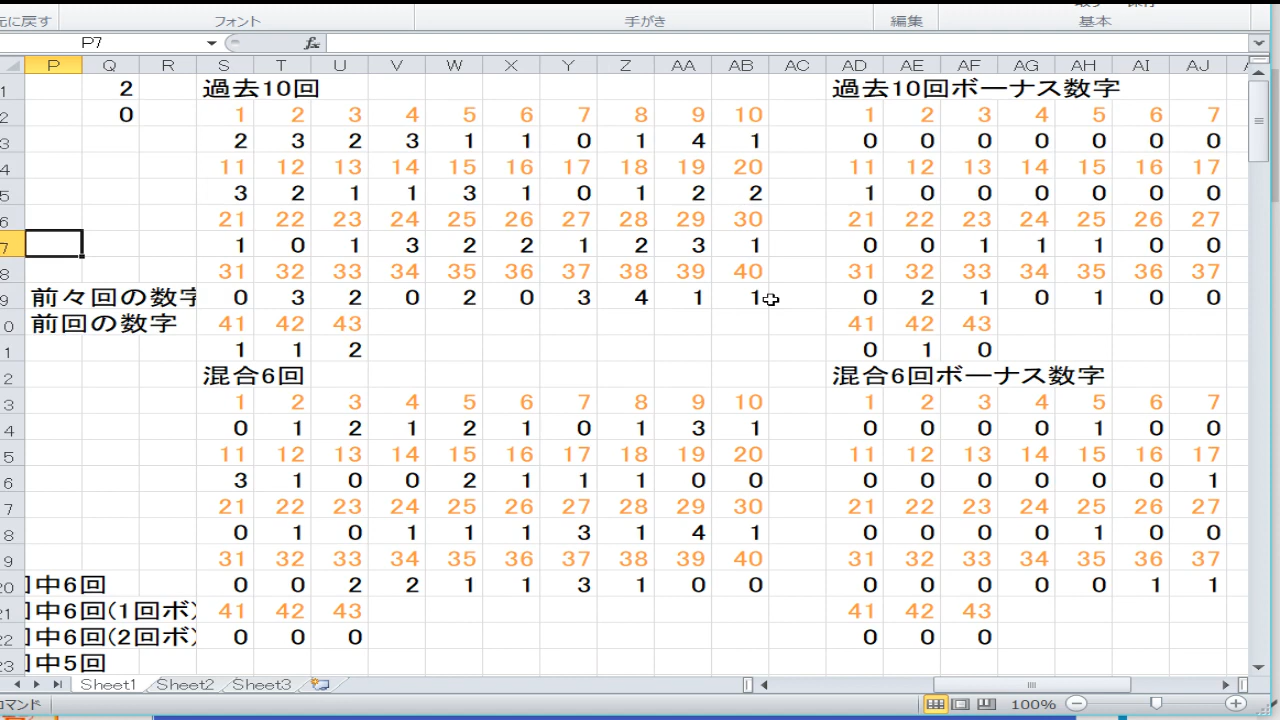 元に戻す フォント 手がき 編集 基本
P7 fx
P Q R S T U V W X Y Z AA AB AC AD AE AF AG AH AI AJ
1 2 過去10回 過去10回ボーナス数字
2 0 1 2 3 4 5 6 7 8 9 10 1 2 3 4 5 6 7
3 2 3 2 3 1 1 0 1 4 1 0 0 0 0 0 0 0
4 11 12 13 14 15 16 17 18 19 20 11 12 13 14 15 16 17
5 3 2 1 1 3 1 0 1 2 2 1 0 0 0 0 0 0
6 21 22 23 24 25 26 27 28 29 30 21 22 23 24 25 26 27
7 1 0 1 3 2 2 1 2 3 1 0 0 1 1 1 0 0
8 31 32 33 34 35 36 37 38 39 40 31 32 33 34 35 36 37
9 前々回の数字 0 3 2 0 2 0 3 4 1 1 0 2 1 0 1 0 0
0 前回の数字 41 42 43 41 42 43
1 1 1 2 0 1 0
2 混合6回 混合6回ボーナス数字
3 1 2 3 4 5 6 7 8 9 10 1 2 3 4 5 6 7
4 0 1 2 1 2 1 0 1 3 1 0 0 0 0 1 0 0
5 11 12 13 14 15 16 17 18 19 20 11 12 13 14 15 16 17
6 3 1 0 0 2 1 1 1 0 0 0 0 0 0 0 0 1
7 21 22 23 24 25 26 27 28 29 30 21 22 23 24 25 26 27
8 0 1 0 1 1 1 3 1 4 1 0 0 0 0 1 0 0
9 31 32 33 34 35 36 37 38 39 40 31 32 33 34 35 36 37
20 中6回 0 0 2 2 1 1 3 1 0 0 0 0 0 0 0 1 1
21 中6回(1回ボ) 41 42 43 41 42 43
22 中6回(2回ボ) 0 0 0 0 0 0
23 中5回
Sheet1 Sheet2 Sheet3
コマンド 100%